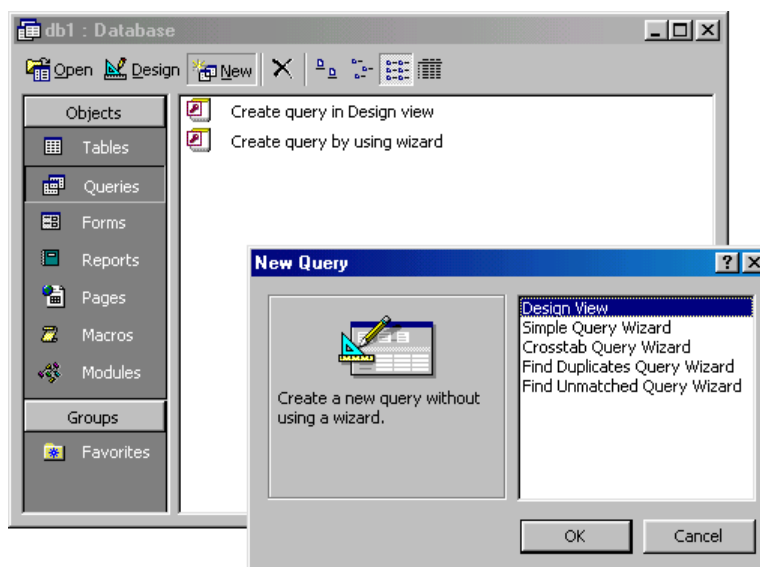 db1 : Database
Open Design New
Objects
Tables
Queries
Forms
Reports
Pages
Macros
Modules
Groups
Favorites
Create query in Design view
Create query by using wizard
New Query
Create a new query without
using a wizard.
Design View
Simple Query Wizard
Crosstab Query Wizard
Find Duplicates Query Wizard
Find Unmatched Query Wizard
OK Cancel